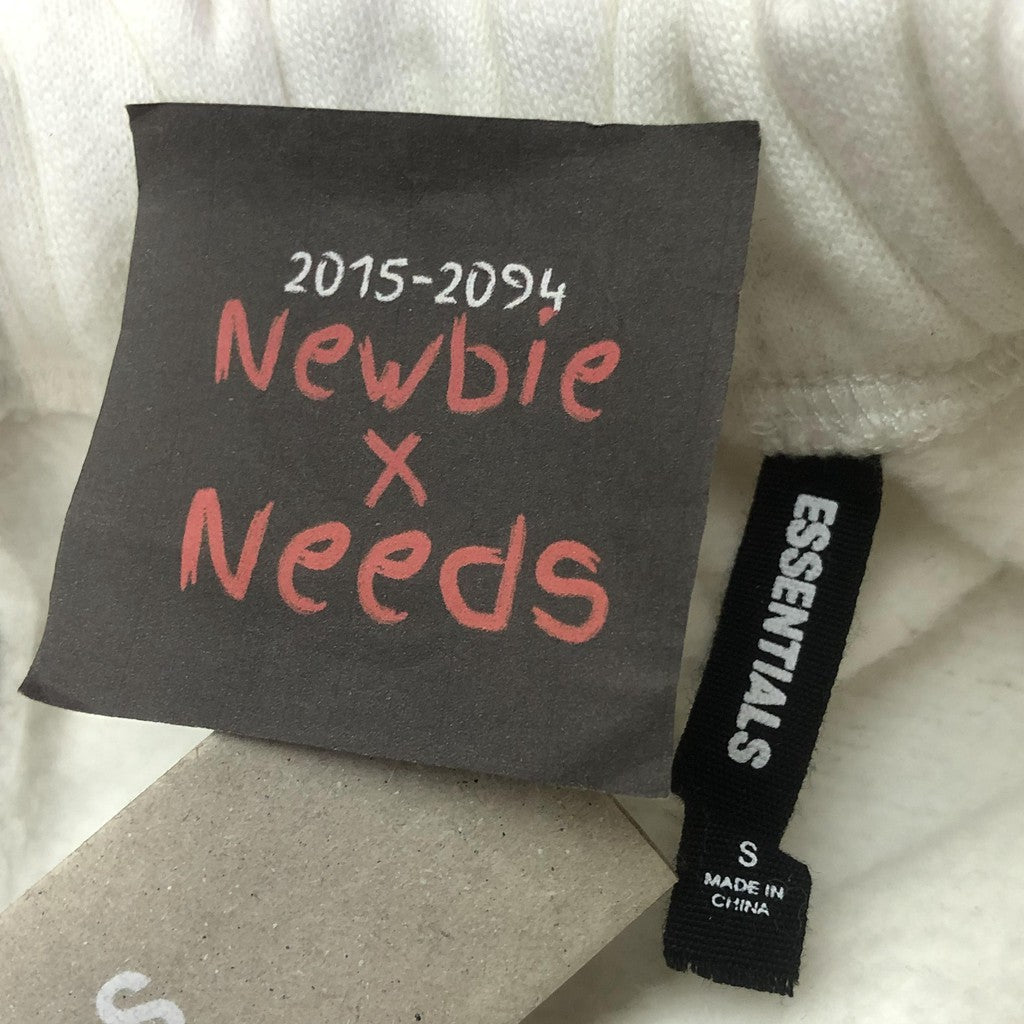 2015-2094
Newbie
x
Needs
ESSENTIALS
S
MADE IN
CHINA
S